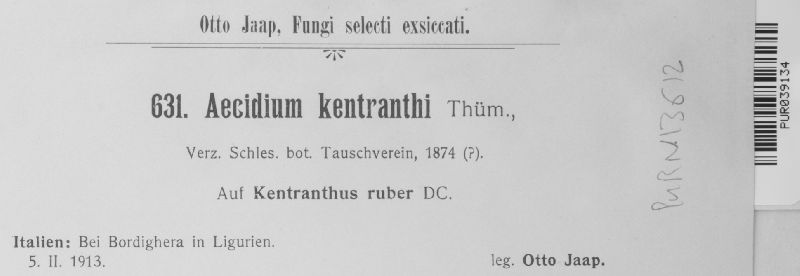 Otto Jaap, Fungi selecti exsiccati.
631. Aecidium kentranthi Thüm.,
Verz. Schles. bot. Tauschverein, 1874 (?).
Auf Kentranthus ruber DC.
Italien: Bei Bordighera in Ligurien.
5. II. 1913.
leg. Otto Jaap.
PUR N13612
PUR039134